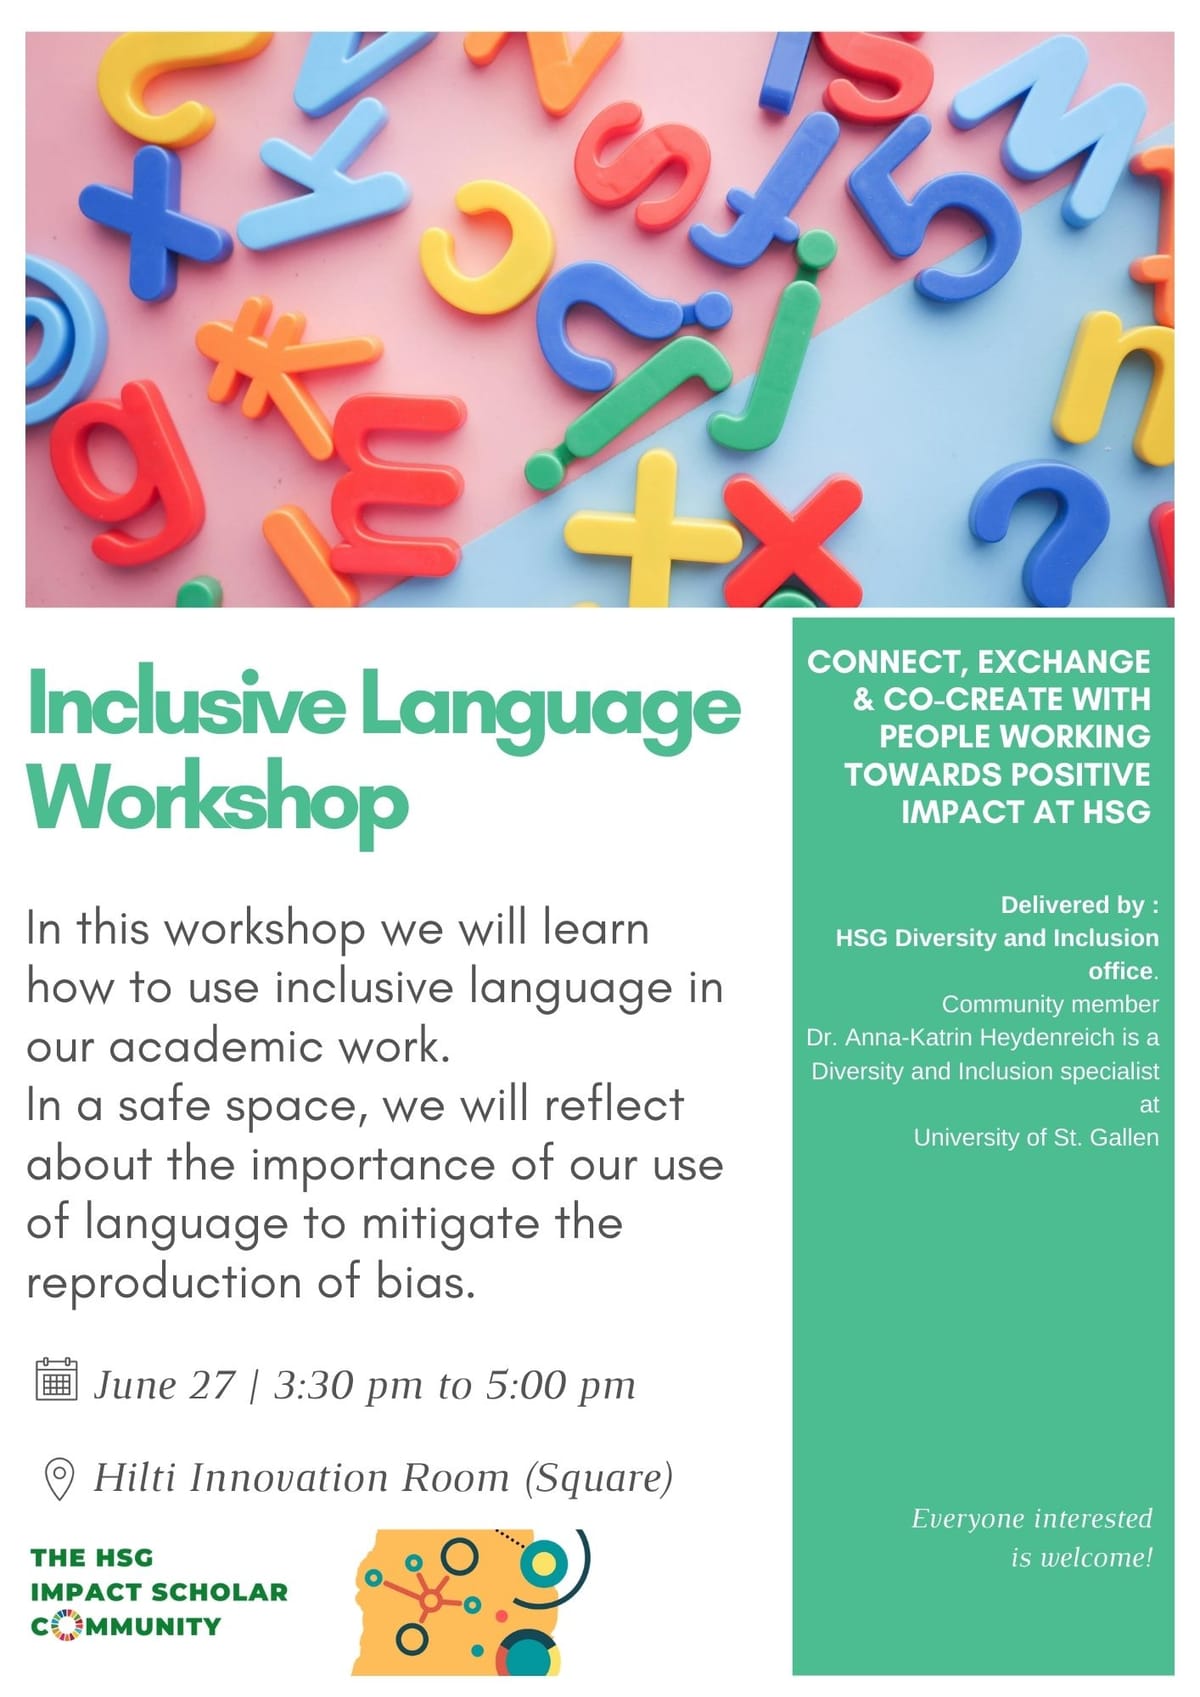 Inclusive Language
Workshop
In this workshop we will learn
how to use inclusive language in
our academic work.
In a safe space, we will reflect
about the importance of our use
of language to mitigate the
reproduction of bias.
June 27 | 3:30 pm to 5:00 pm
Hilti Innovation Room (Square)
THE HSG
IMPACT SCHOLAR
COMMUNITY
CONNECT, EXCHANGE
& CO-CREATE WITH
PEOPLE WORKING
TOWARDS POSITIVE
IMPACT AT HSG
Delivered by :
HSG Diversity and Inclusion
office.
Community member
Dr. Anna-Katrin Heydenreich is a
Diversity and Inclusion specialist
at
University of St. Gallen
Everyone interested
is welcome!